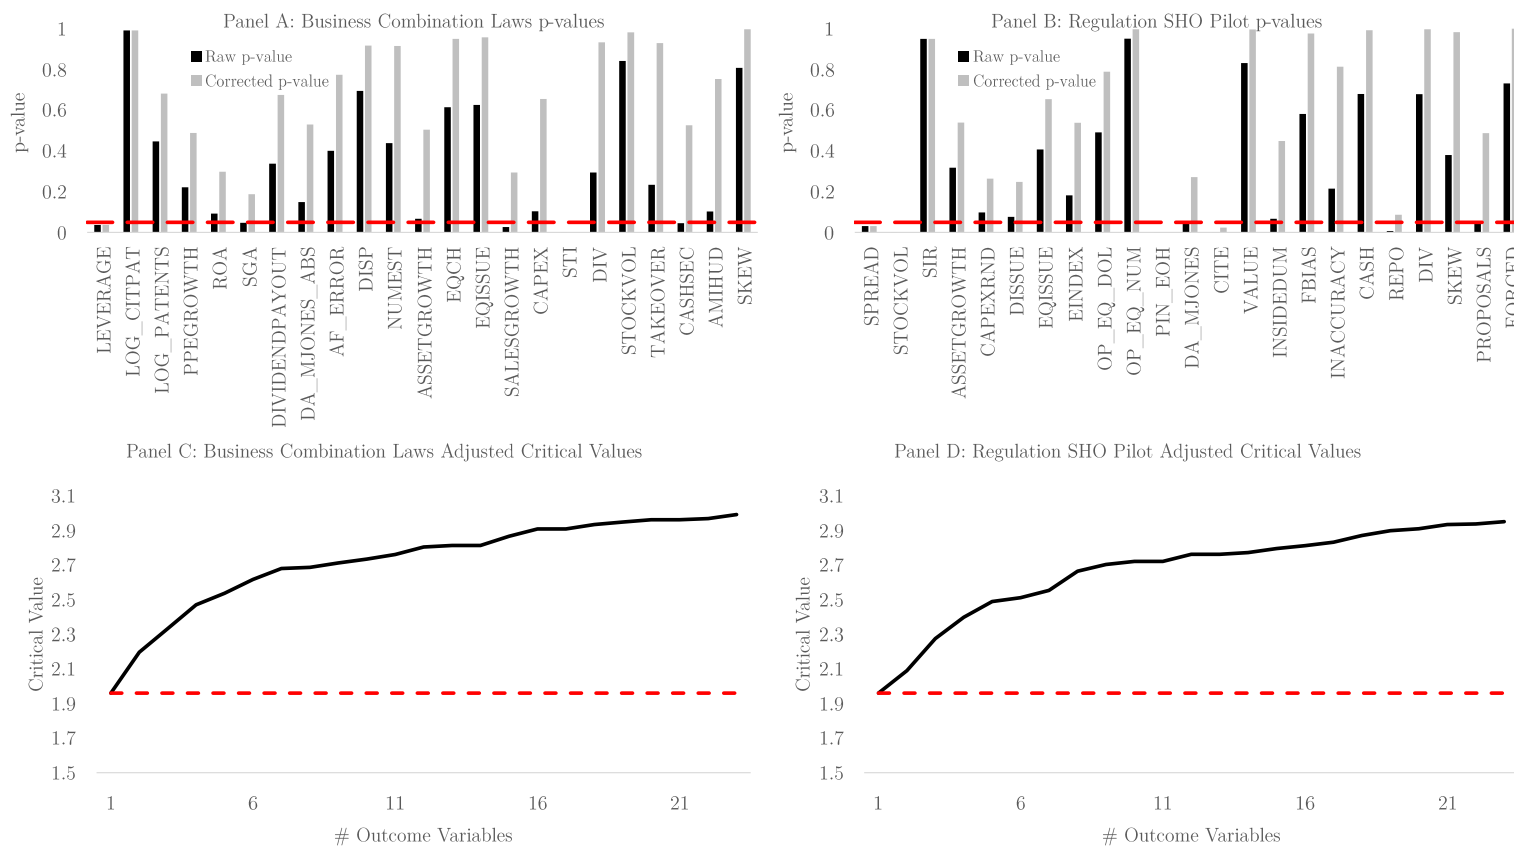 Panel A: Business Combination Laws p-values
Raw p-value
Corrected p-value
p-value
1
0.8
0.6
0.4
0.2
0
LEVERAGE
LOG_CITPAT
LOG_PATENTS
PPEGROWTH
ROA
SGA
DIVIDENDPAYOUT
DA_MJONES_ABS
AF_ERROR
DISP
NUMEST
ASSETGROWTH
EQCH
EQISSUE
SALESGROWTH
CAPEX
STI
DIV
STOCKVOL
TAKEOVER
CASHSEC
AMIHUD
SKEW
Panel B: Regulation SHO Pilot p-values
Raw p-value
Corrected p-value
p-value
1
0.8
0.6
0.4
0.2
0
SPREAD
STOCKVOL
SIR
ASSETGROWTH
CAPEXRND
DISSUE
EQISSUE
EINDEX
OP_EQ_DOL
OP_EQ_NUM
PIN_EOH
DA_MJONES
CITE
VALUE
INSIDEDUM
FBIAS
INACCURACY
CASH
REPO
DIV
SKEW
PROPOSALS
FORCED
Panel C: Business Combination Laws Adjusted Critical Values
Critical Value
3.1
2.9
2.7
2.5
2.3
2.1
1.9
1.7
1.5
1 6 11 16 21
# Outcome Variables
Panel D: Regulation SHO Pilot Adjusted Critical Values
Critical Value
3.1
2.9
2.7
2.5
2.3
2.1
1.9
1.7
1.5
1 6 11 16 21
# Outcome Variables